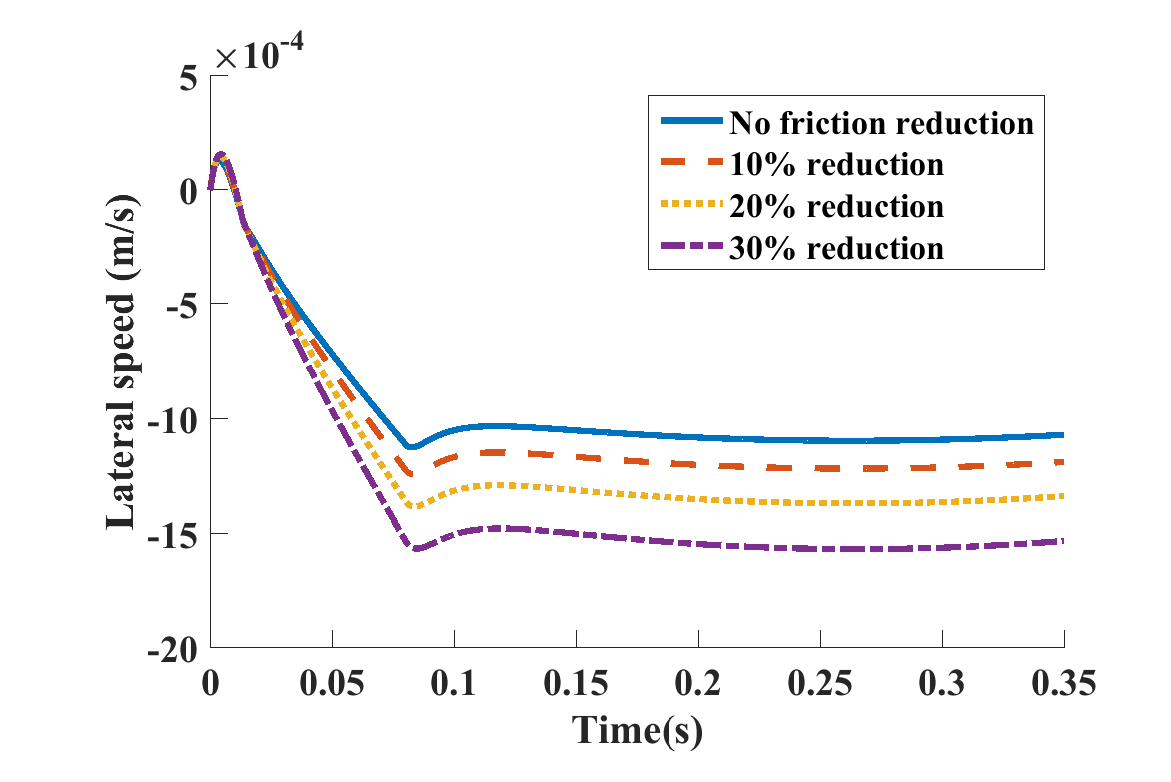 ×10-4
5
0
-5
-10
-15
-20
Lateral speed (m/s)
No friction reduction
10% reduction
20% reduction
30% reduction
0 0.05 0.1 0.15 0.2 0.25 0.3 0.35
Time(s)